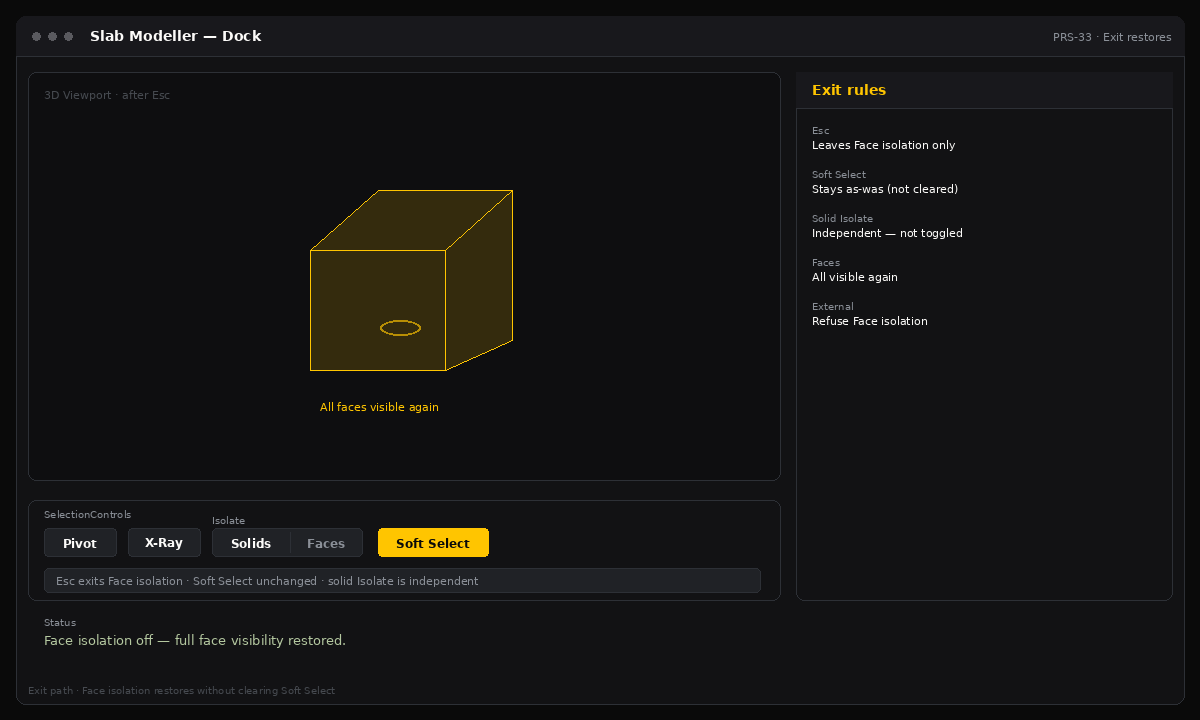 Slab Modeller — Dock
PRS-33 · Exit restores
3D Viewport · after Esc
All faces visible again
Exit rules
Esc
Leaves Face isolation only
Soft Select
Stays as-was (not cleared)
Solid Isolate
Independent — not toggled
Faces
All visible again
External
Refuse Face isolation
SelectionControls
Isolate
Pivot
X-Ray
Solids
Faces
Soft Select
Esc exits Face isolation · Soft Select unchanged · solid Isolate is independent
Status
Face isolation off — full face visibility restored.
Exit path · Face isolation restores without clearing Soft Select